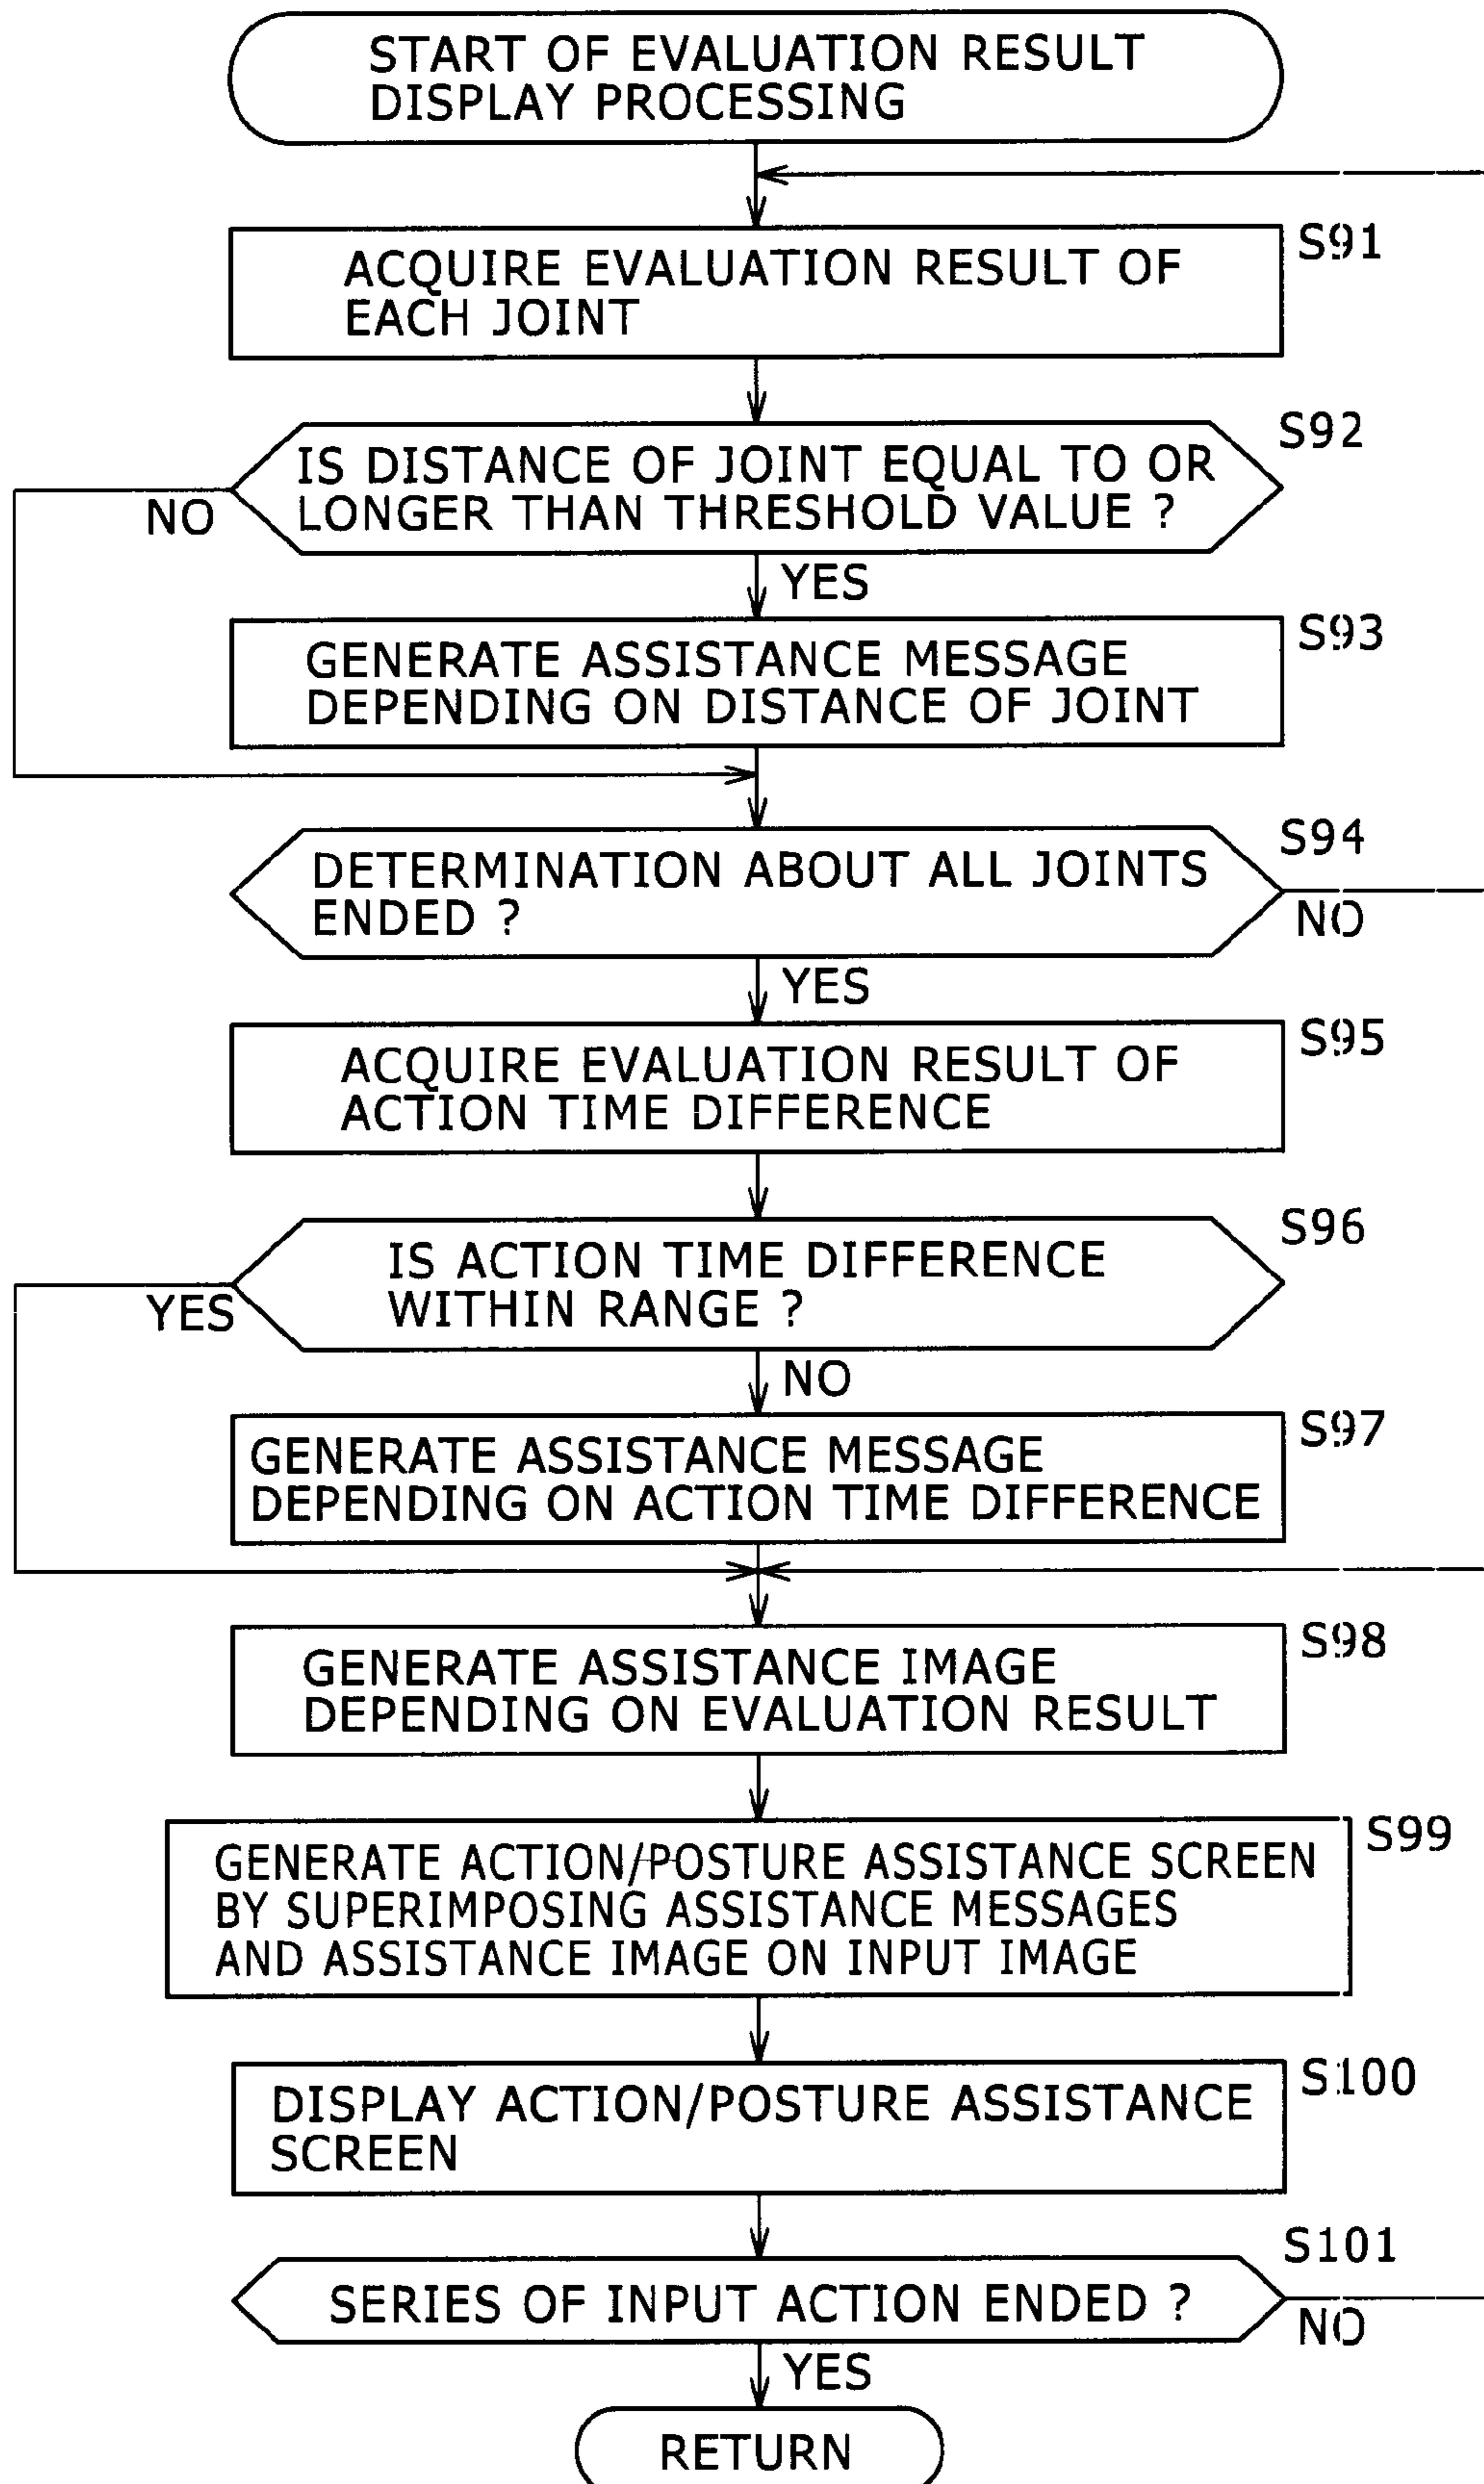 START OF EVALUATION RESULT
DISPLAY PROCESSING
S91
ACQUIRE EVALUATION RESULT OF
EACH JOINT
S92
IS DISTANCE OF JOINT EQUAL TO OR
LONGER THAN THRESHOLD VALUE ?
NO
YES
S93
GENERATE ASSISTANCE MESSAGE
DEPENDING ON DISTANCE OF JOINT
S94
DETERMINATION ABOUT ALL JOINTS
ENDED ?
NO
YES
S95
ACQUIRE EVALUATION RESULT OF
ACTION TIME DIFFERENCE
S96
IS ACTION TIME DIFFERENCE
WITHIN RANGE ?
YES
NO
S97
GENERATE ASSISTANCE MESSAGE
DEPENDING ON ACTION TIME DIFFERENCE
S98
GENERATE ASSISTANCE IMAGE
DEPENDING ON EVALUATION RESULT
S99
GENERATE ACTION/POSTURE ASSISTANCE SCREEN
BY SUPERIMPOSING ASSISTANCE MESSAGES
AND ASSISTANCE IMAGE ON INPUT IMAGE
S100
DISPLAY ACTION/POSTURE ASSISTANCE
SCREEN
S101
SERIES OF INPUT ACTION ENDED ?
NO
YES
RETURN